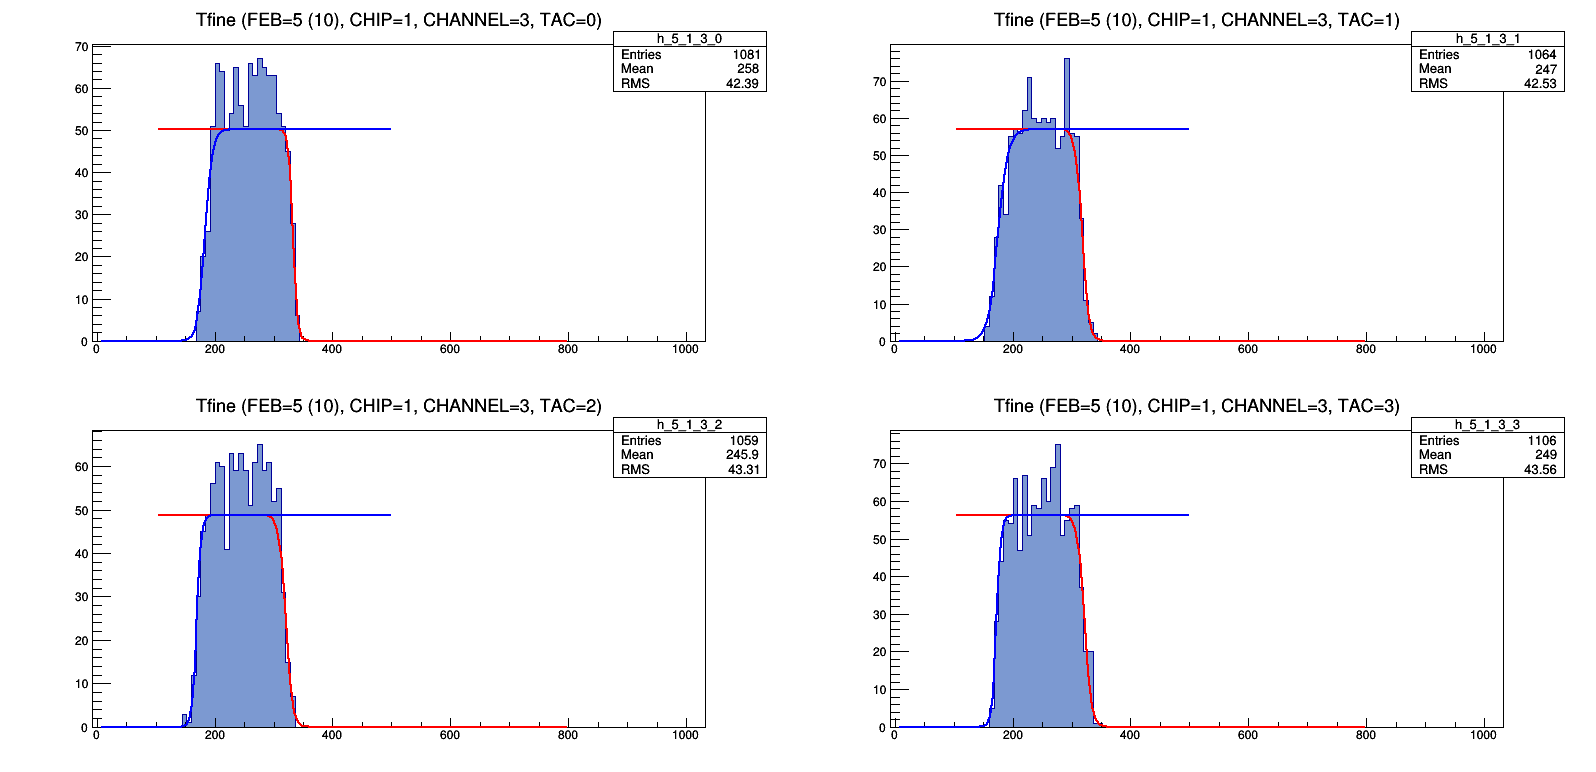 Tfine (FEB=5 (10), CHIP=1, CHANNEL=3, TAC=0)
h_5_1_3_0
Entries 1081
Mean 258
RMS 42.39
70
60
50
40
30
20
10
0
0 200 400 600 800 1000
Tfine (FEB=5 (10), CHIP=1, CHANNEL=3, TAC=1)
h_5_1_3_1
Entries 1064
Mean 247
RMS 42.53
70
60
50
40
30
20
10
0
0 200 400 600 800 1000
Tfine (FEB=5 (10), CHIP=1, CHANNEL=3, TAC=2)
h_5_1_3_2
Entries 1059
Mean 245.9
RMS 43.31
60
50
40
30
20
10
0
0 200 400 600 800 1000
Tfine (FEB=5 (10), CHIP=1, CHANNEL=3, TAC=3)
h_5_1_3_3
Entries 1106
Mean 249
RMS 43.56
70
60
50
40
30
20
10
0
0 200 400 600 800 1000